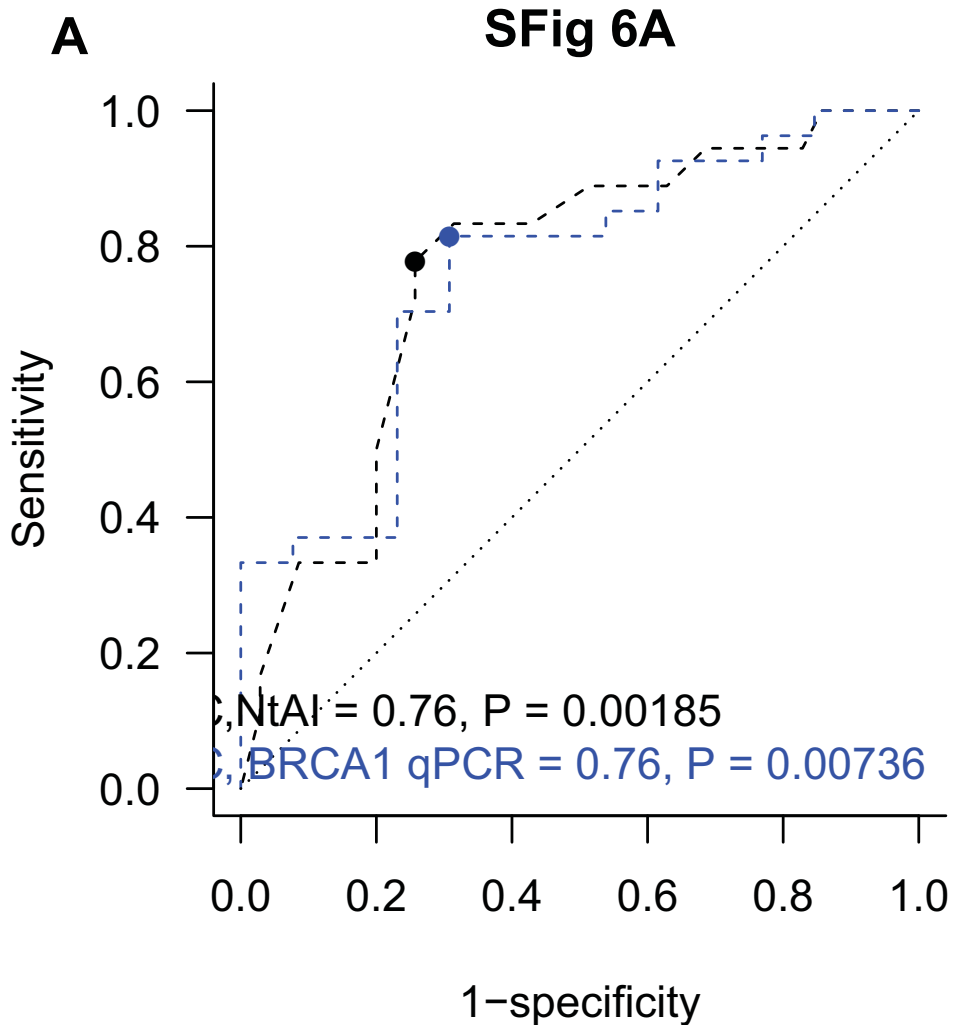 A
SFig 6A
Sensitivity
1.0
0.8
0.6
0.4
0.2
0.0
C,NtAI = 0.76, P = 0.00185
C, BRCA1 qPCR = 0.76, P = 0.00736
0.0 0.2 0.4 0.6 0.8 1.0
1−specificity